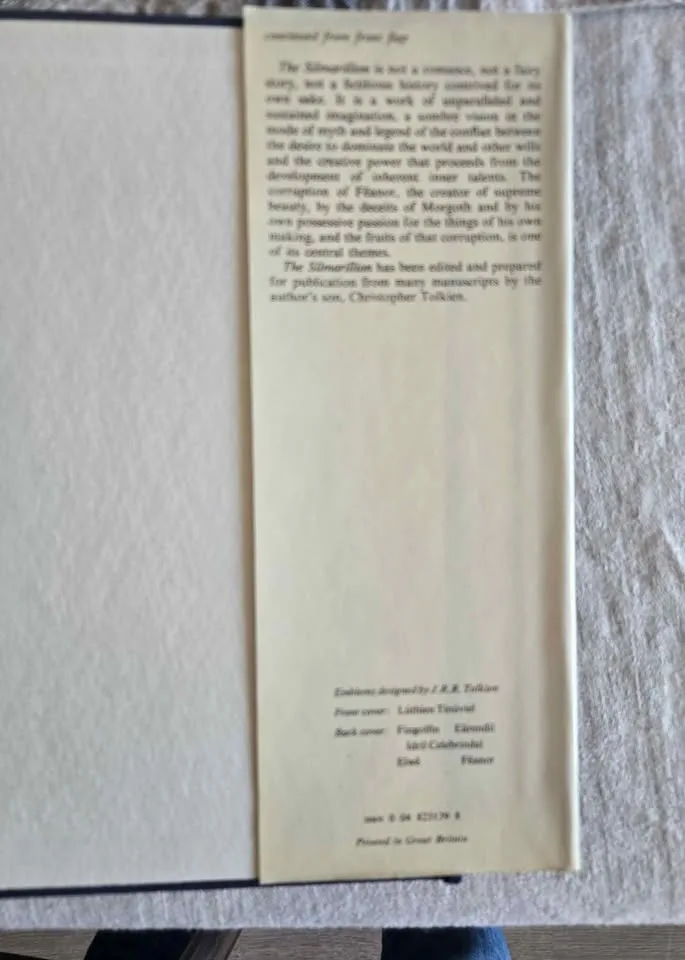 continued from front flap
The Silmarillion is not a romance, not a fairy
story, not a fictitious history contrived for its
own sake. It is a work of unparalleled and
sustained imagination, a sombre vision in the
mode of myth and legend of the conflict between
the desire to dominate the world and other wills
and the creative power that proceeds from the
development of inherent inner talents. The
corruption of Fëanor, the creator of supreme
beauty, by the deceits of Morgoth and by his
own possessive passion for the things of his own
making, and the fruits of that corruption, is one
of its central themes.
The Silmarillion has been edited and prepared
for publication from many manuscripts by the
author's son, Christopher Tolkien.
Emblems designed by J. R. R. Tolkien
Front cover: Lúthien Tinúviel
Back cover: Fingolfin Eärendil
Idril Celebrindal
Elwë Fëanor
ISBN 0 04 823139 8
Printed in Great Britain